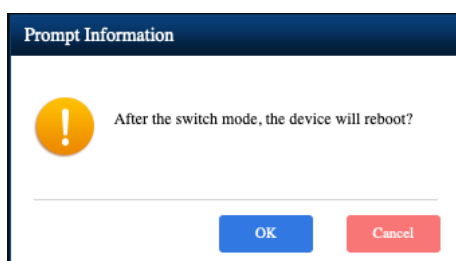 Prompt Information
After the switch mode, the device will reboot?
OK
Cancel